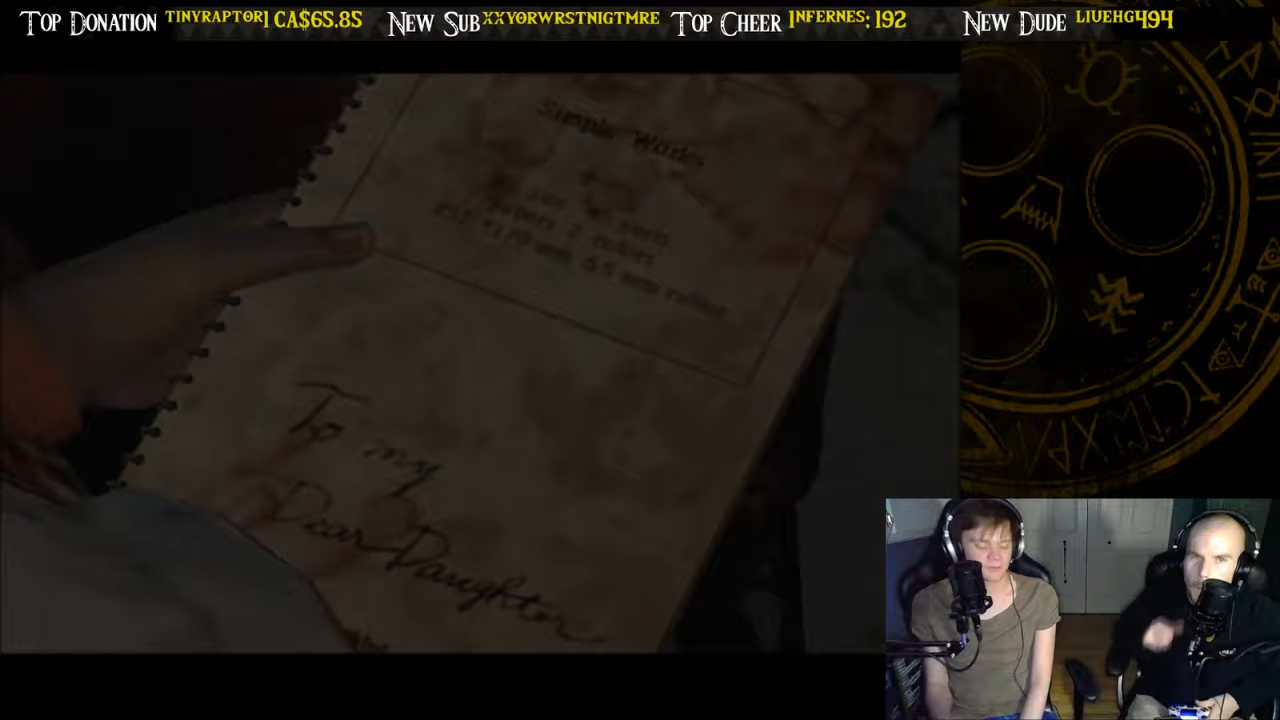 TOP DONATION TINYRAPTOR1 CA$65.85 NEW SUB XXYORWRSTNIGTMRE TOP CHEER INFERNES: 192 NEW DUDE LIUEHG494
Simple Works
To my
Dear Daughter